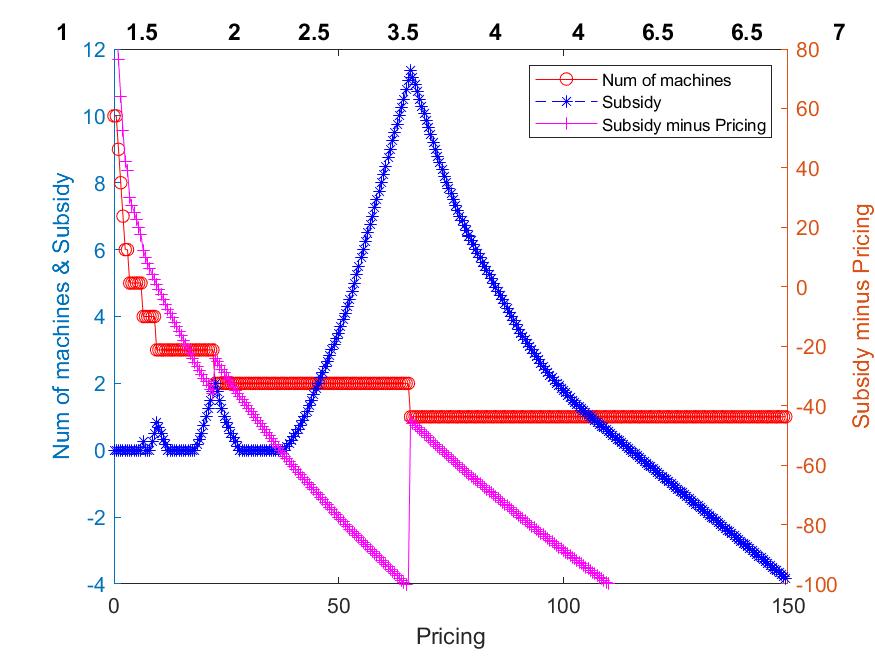 1 1.5 2 2.5 3.5 4 4 6.5 6.5 7
12 80
Num of machines
Subsidy
Subsidy minus Pricing
10 60
40
8
20
6
0
4
-20
2
-40
0
-60
-2
-80
-4 -100
Num of machines & Subsidy
Subsidy minus Pricing
0 50 100 150
Pricing